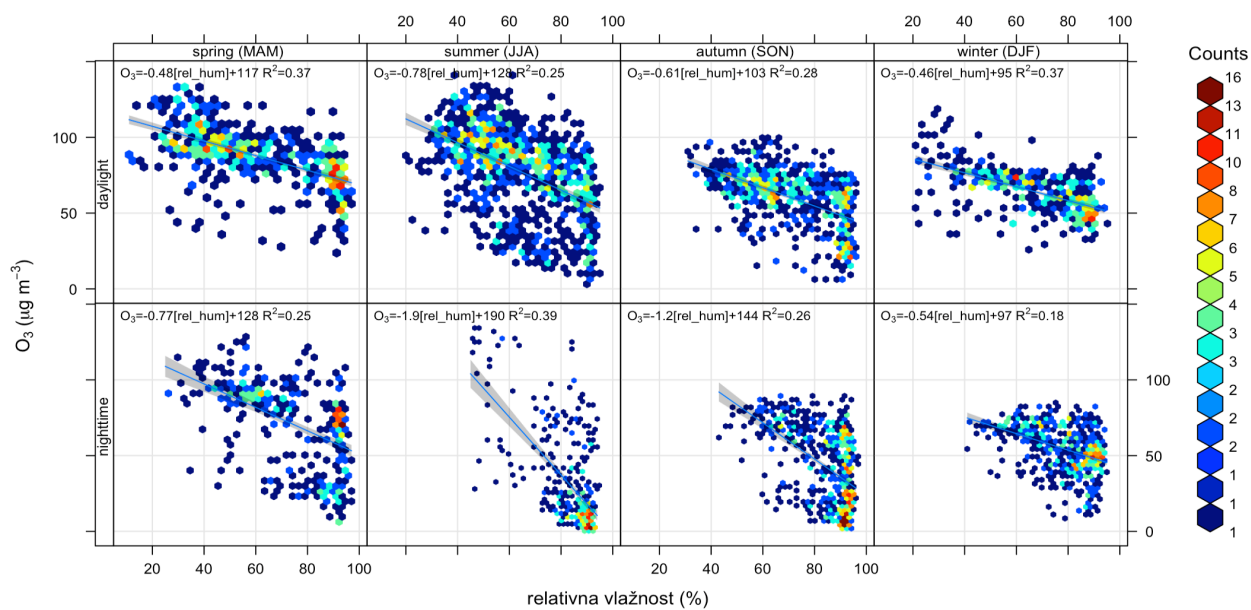 20 40 60 80 100 20 40 60 80 100
spring (MAM) summer (JJA) autumn (SON) winter (DJF)
Counts
O₃=-0.48[rel_hum]+117 R²=0.37 O₃=-0.78[rel_hum]+128 R²=0.25 O₃=-0.61[rel_hum]+103 R²=0.28 O₃=-0.46[rel_hum]+95 R²=0.37
100
50
0
daylight
O₃=-0.77[rel_hum]+128 R²=0.25 O₃=-1.9[rel_hum]+190 R²=0.39 O₃=-1.2[rel_hum]+144 R²=0.26 O₃=-0.54[rel_hum]+97 R²=0.18
nighttime
100
50
0
O₃ (µg m⁻³)
20 40 60 80 100 20 40 60 80 100
relativna vlažnost (%)
16
13
11
10
8
7
6
5
4
3
3
2
2
2
1
1
1